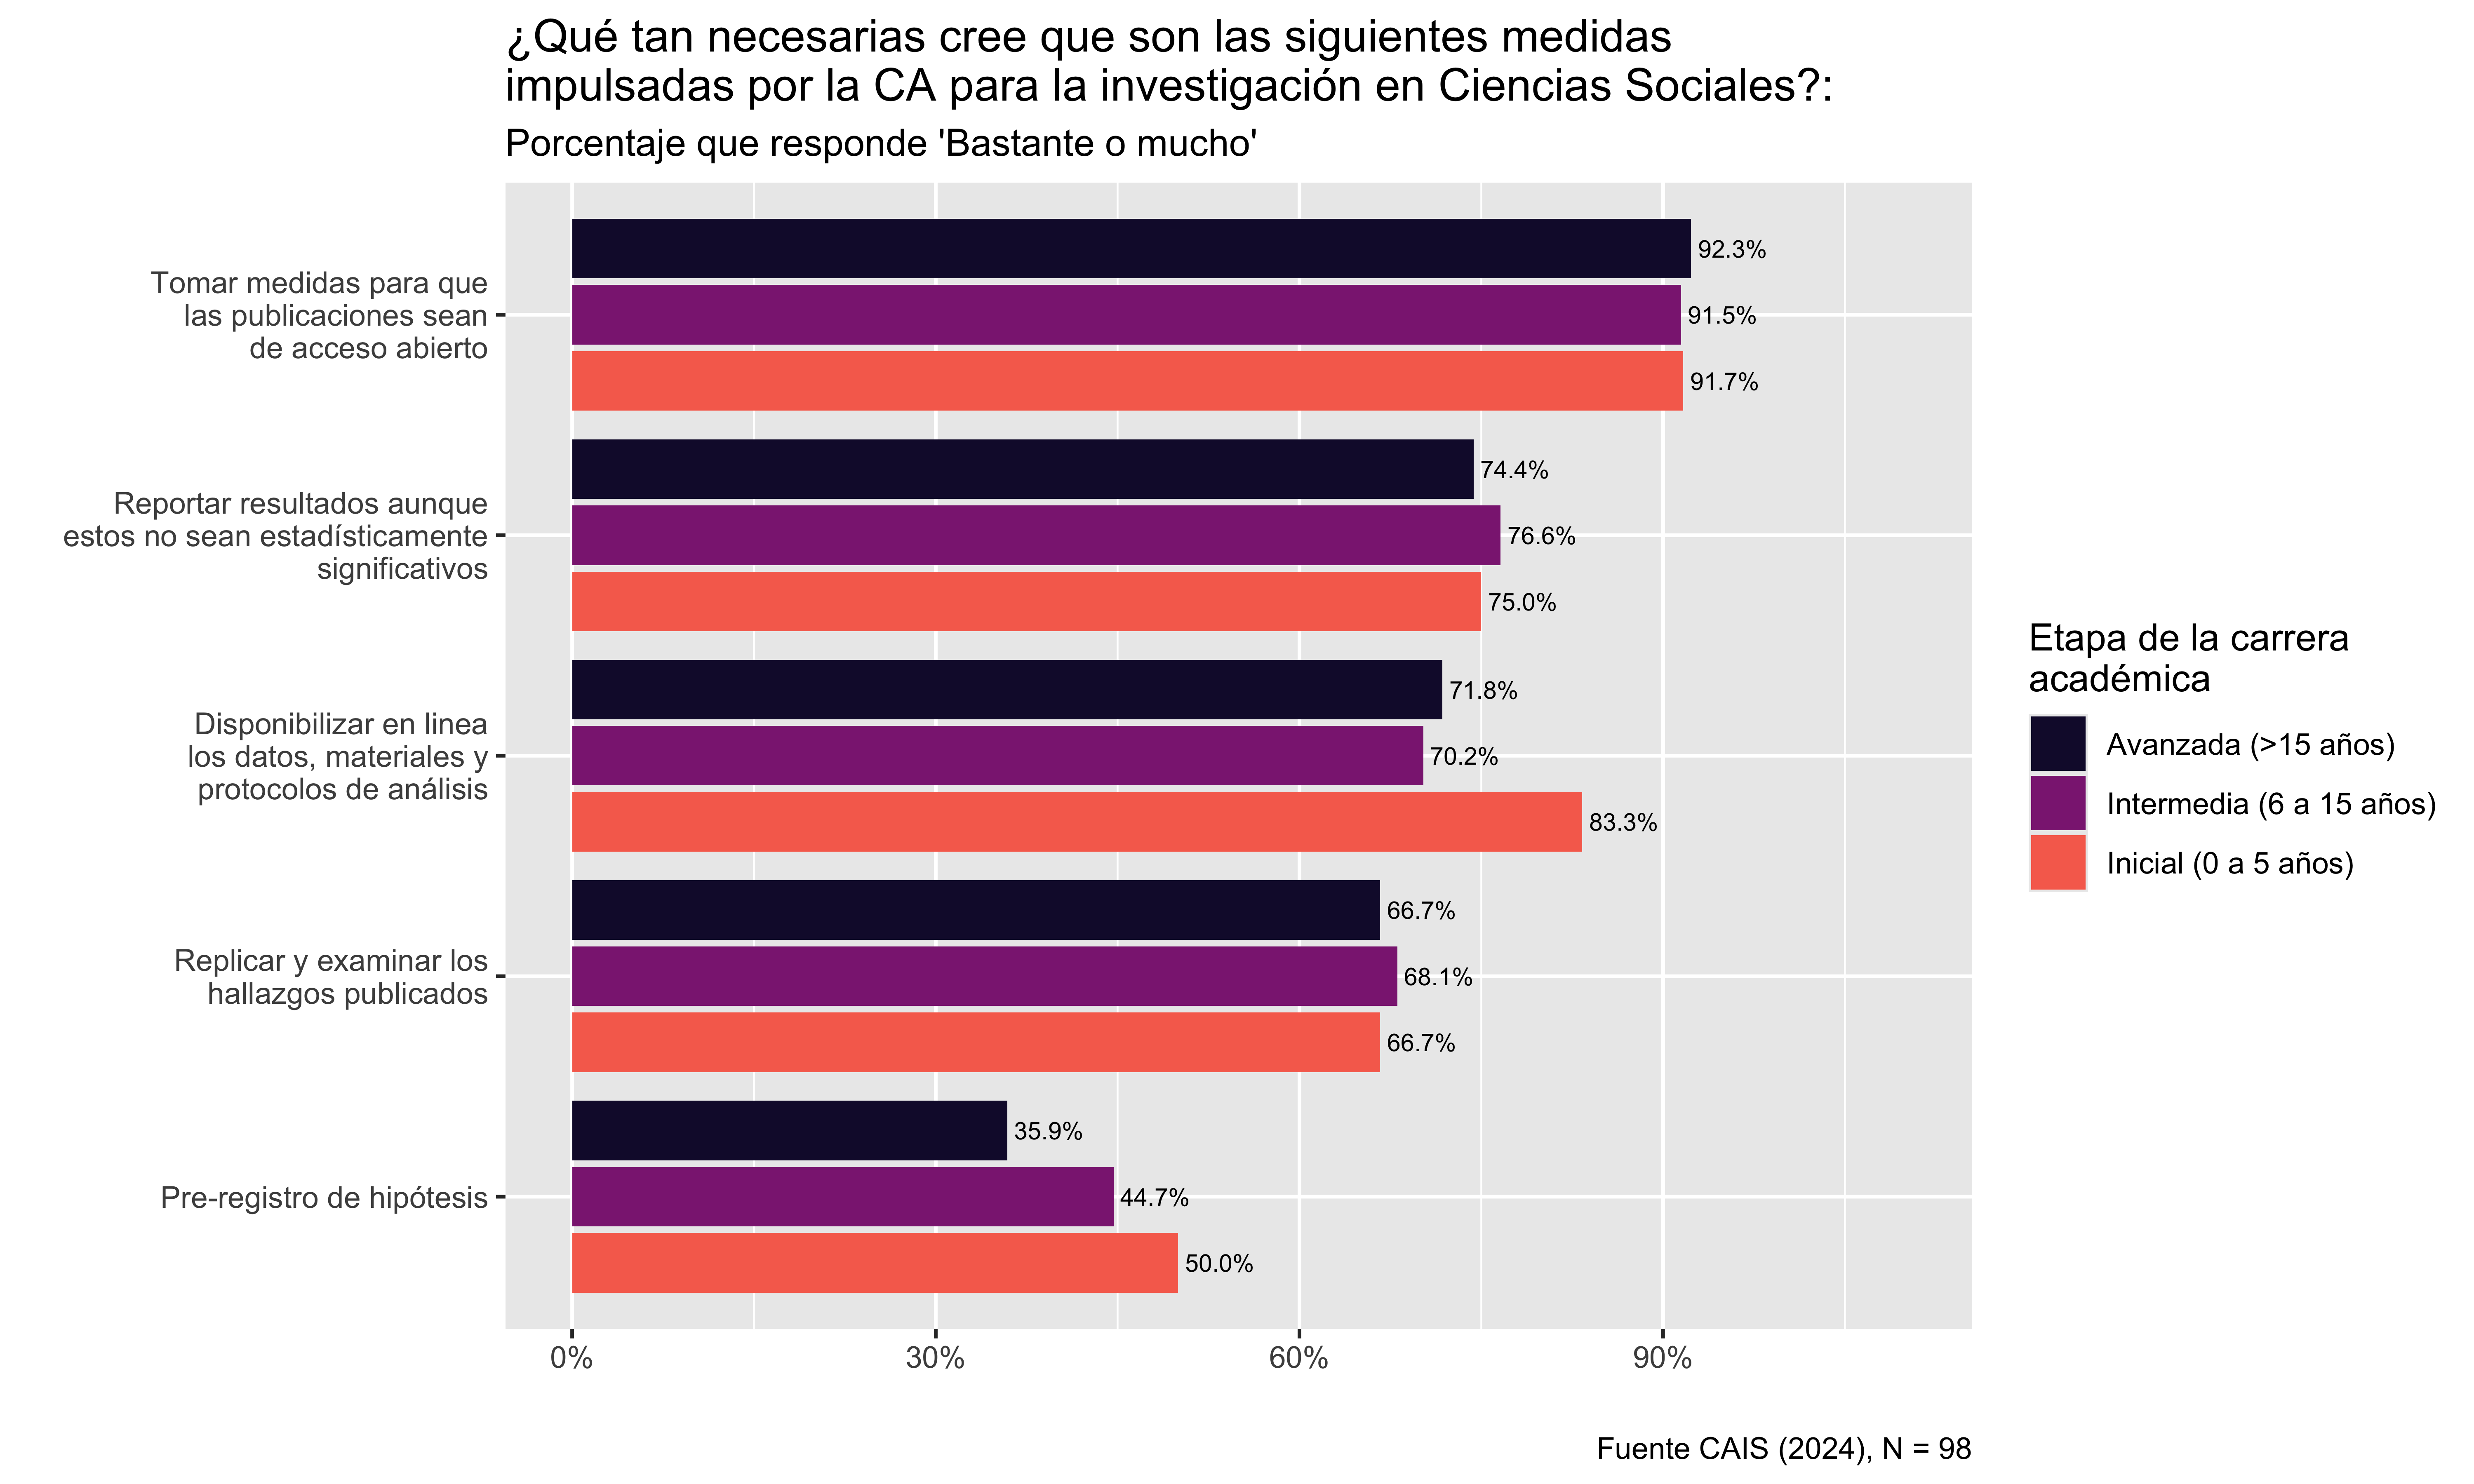 ¿Qué tan necesarias cree que son las siguientes medidas
impulsadas por la CA para la investigación en Ciencias Sociales?:
Porcentaje que responde 'Bastante o mucho'
Tomar medidas para que
las publicaciones sean
de acceso abierto
92.3%
91.5%
91.7%
Reportar resultados aunque
estos no sean estadísticamente
significativos
74.4%
76.6%
75.0%
Disponibilizar en linea
los datos, materiales y
protocolos de análisis
71.8%
70.2%
83.3%
Replicar y examinar los
hallazgos publicados
66.7%
68.1%
66.7%
Pre-registro de hipótesis
35.9%
44.7%
50.0%
0%
30%
60%
90%
Etapa de la carrera
académica
Avanzada (>15 años)
Intermedia (6 a 15 años)
Inicial (0 a 5 años)
Fuente CAIS (2024), N = 98